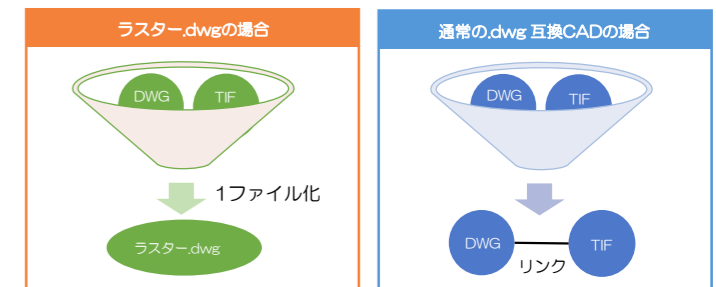 ラスター.dwgの場合
DWG
TIF
1ファイル化
ラスター.dwg
通常の.dwg 互換CADの場合
DWG
TIF
DWG
TIF
リンク